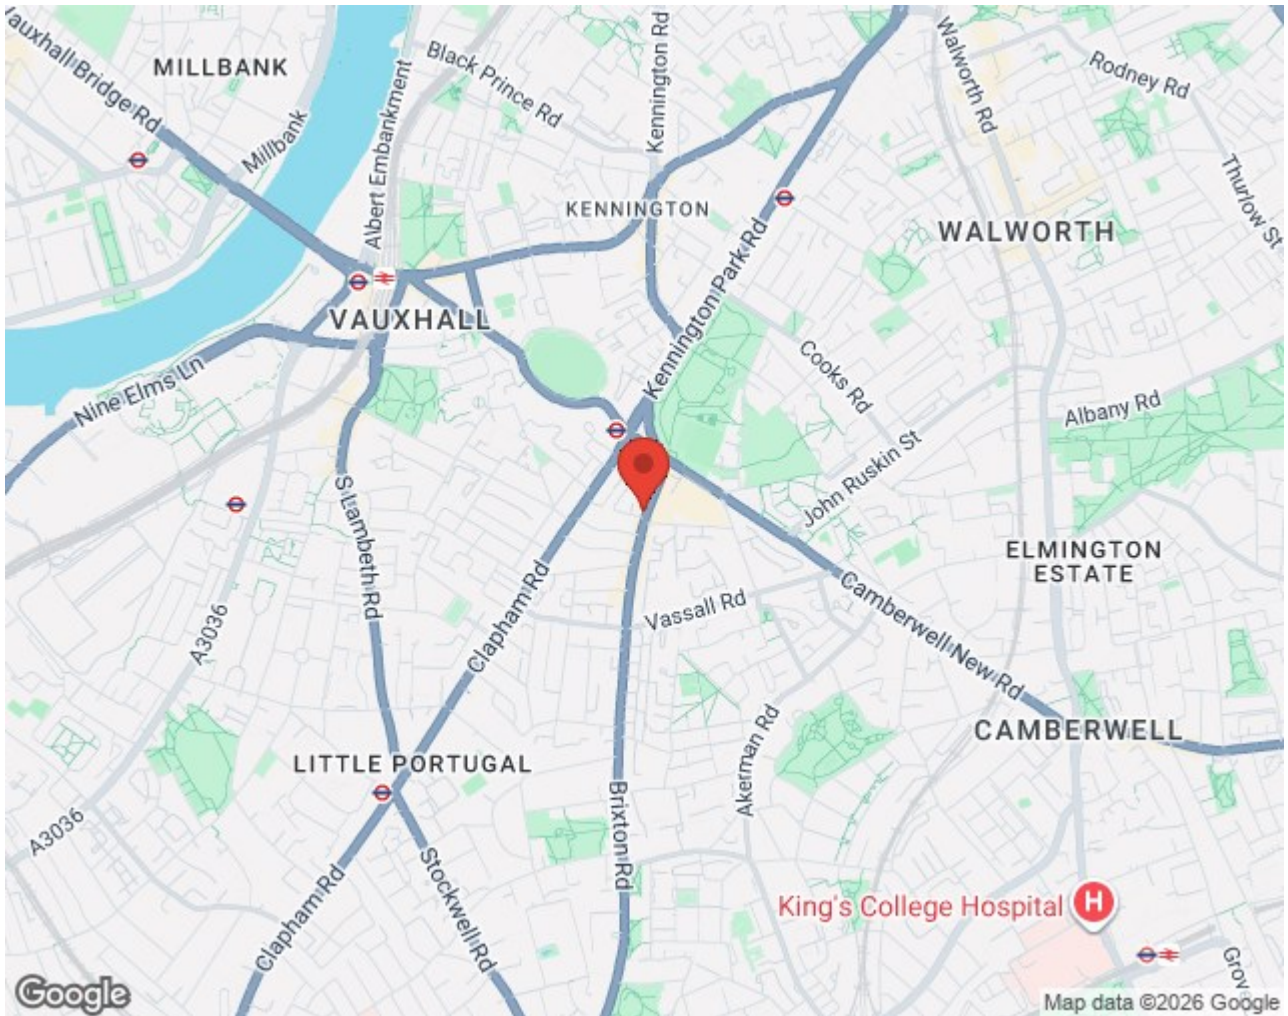 Vauxhall Bridge Rd
MILLBANK
Millbank
Albert Embankment
Black Prince Rd
Kennington Rd
Walworth Rd
Rodney Rd
Thurlow St
KENNINGTON
WALWORTH
VAUXHALL
Kennington Park Rd
Nine Elms Ln
Cooks Rd
Albany Rd
John Ruskin St
S Lambeth Rd
ELMINGTON
ESTATE
A3036
Clapham Rd
Vassall Rd
Camberwell New Rd
CAMBERWELL
LITTLE PORTUGAL
Akerman Rd
Brixton Rd
A3036
Clapham Rd
Stockwell Rd
King's College Hospital
H
Google
Map data ©2026 Google